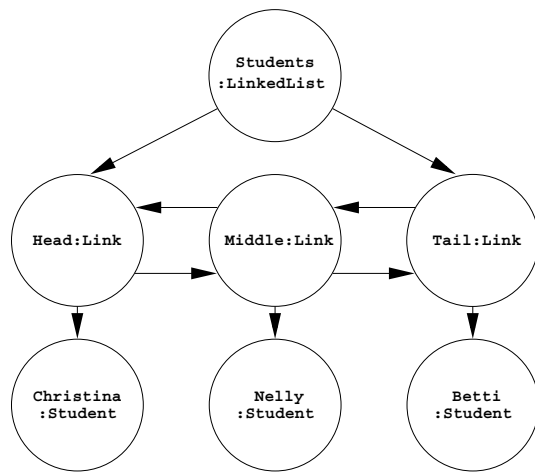 Students
:LinkedList
Head:Link
Middle:Link
Tail:Link
Christina
:Student
Nelly
:Student
Betti
:Student